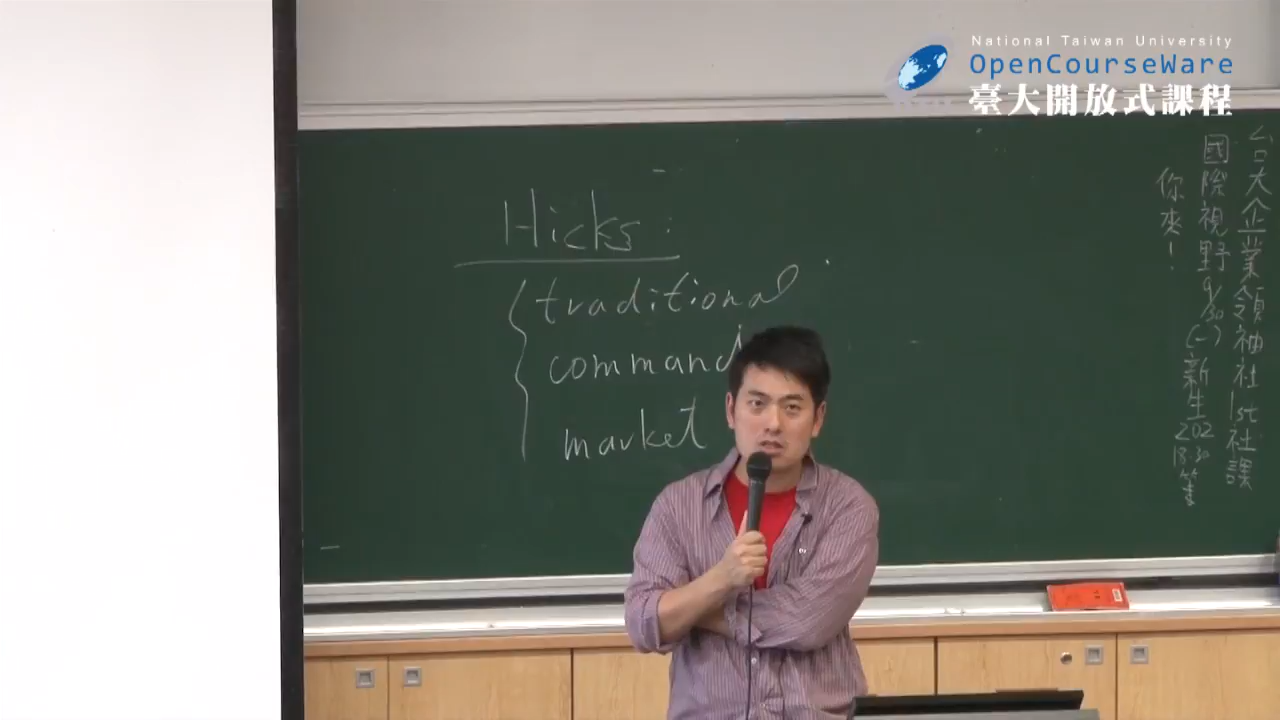 National Taiwan University
OpenCourseWare
臺大開放式課程
Hicks:
traditional
command
market
台大企業領袖社1st社課
國際視野9/30(一)新生202
你來!
18:30